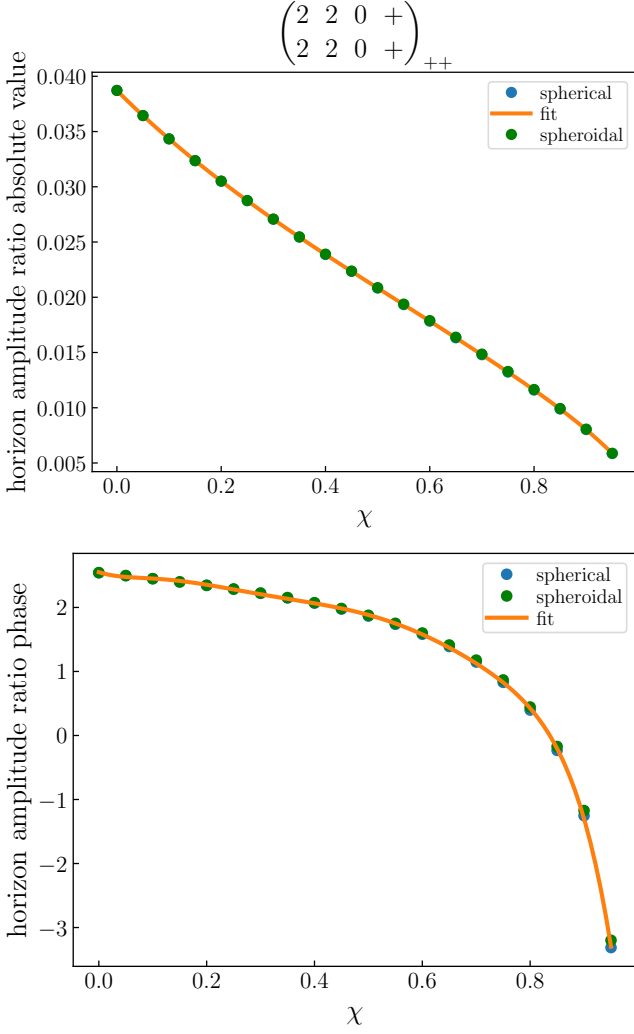 2 2 0 +
2 2 0 +
++
horizon amplitude ratio absolute value
0.040
0.035
0.030
0.025
0.020
0.015
0.010
0.005
spherical
fit
spheroidal
0.0 0.2 0.4 0.6 0.8
χ
horizon amplitude ratio phase
2
1
0
−1
−2
−3
spherical
spheroidal
fit
0.0 0.2 0.4 0.6 0.8
χ